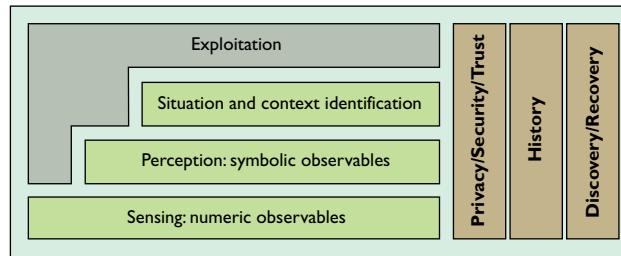 Exploitation
Situation and context identification
Perception: symbolic observables
Sensing: numeric observables
Privacy/Security/Trust
History
Discovery/Recovery